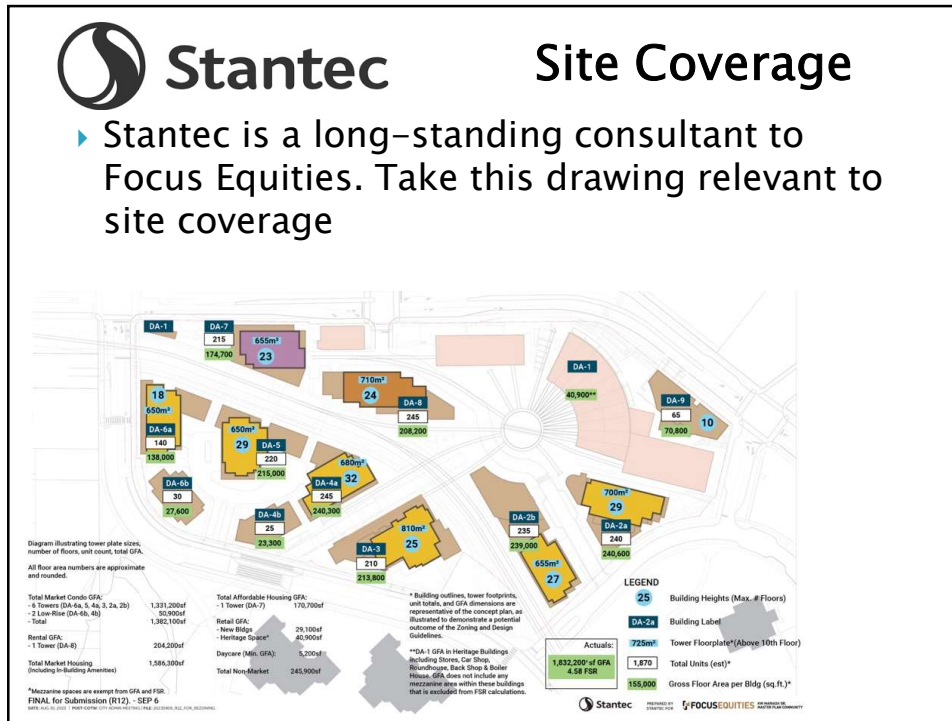 Stantec
Site Coverage
Stantec is a long-standing consultant to
Focus Equities. Take this drawing relevant to
site coverage
DA-1
DA-7
215
174,700
655m²
23
710m²
24
DA-8
245
208,200
DA-1
40,900**
DA-9
65
70,800
10
18
650m²
DA-6a
140
138,000
650m²
29
DA-5
220
215,000
680m²
32
DA-4a
245
240,300
DA-6b
30
27,600
DA-4b
25
23,300
810m²
25
DA-3
210
213,800
DA-2b
235
239,000
655m²
27
700m²
29
DA-2a
240
240,600
Diagram illustrating tower plate sizes,
number of floors, unit count, total GFA.
All floor area numbers are approximate
and rounded.
Total Market Condo GFA:
- 6 Towers (DA-6a, 5, 4a, 3, 2a, 2b) 1,331,200sf
- 2 Low-Rise (DA-6b, 4b) 50,900sf
- Total 1,382,100sf
Rental GFA:
- 1 Tower (DA-8) 204,200sf
Total Market Housing 1,586,300sf
(Including In-Building Amenities)
*Mezzanine spaces are exempt from GFA and FSR.
FINAL for Submission (R12). - SEP 6
Total Affordable Housing GFA:
- 1 Tower (DA-7) 170,700sf
Retail GFA:
- New Bldgs 29,100sf
- Heritage Space* 40,900sf
Daycare (Min. GFA): 5,200sf
Total Non-Market 245,900sf
* Building outlines, tower footprints,
unit totals, and GFA dimensions are
representative of the concept plan, as
illustrated to demonstrate a potential
outcome of the Zoning and Design
Guidelines.
**DA-1 GFA in Heritage Buildings
including Stores, Car Shop,
Roundhouse, Back Shop & Boiler
House. GFA does not include any
mezzanine area within these buildings
that is excluded from FSR calculations.
Actuals:
1,832,200* sf GFA
4.58 FSR
LEGEND
25 Building Heights (Max. # Floors)
DA-2a Building Label
725m² Tower Floorplate*(Above 10th Floor)
1,870 Total Units (est)*
155,000 Gross Floor Area per Bldg (sq.ft.)*
Stantec
PREPARED BY
STANTEC FOR
FOCUSEQUITIES